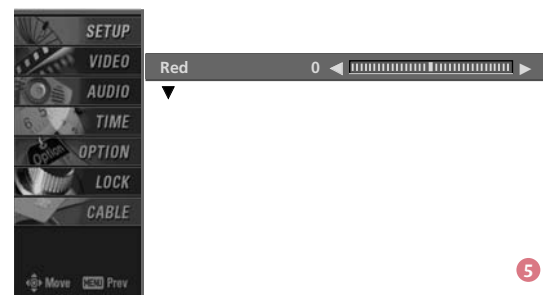 SETUP
VIDEO
Red 0
AUDIO
TIME
Option OPTION
LOCK
CABLE
Move MENU Prev
5